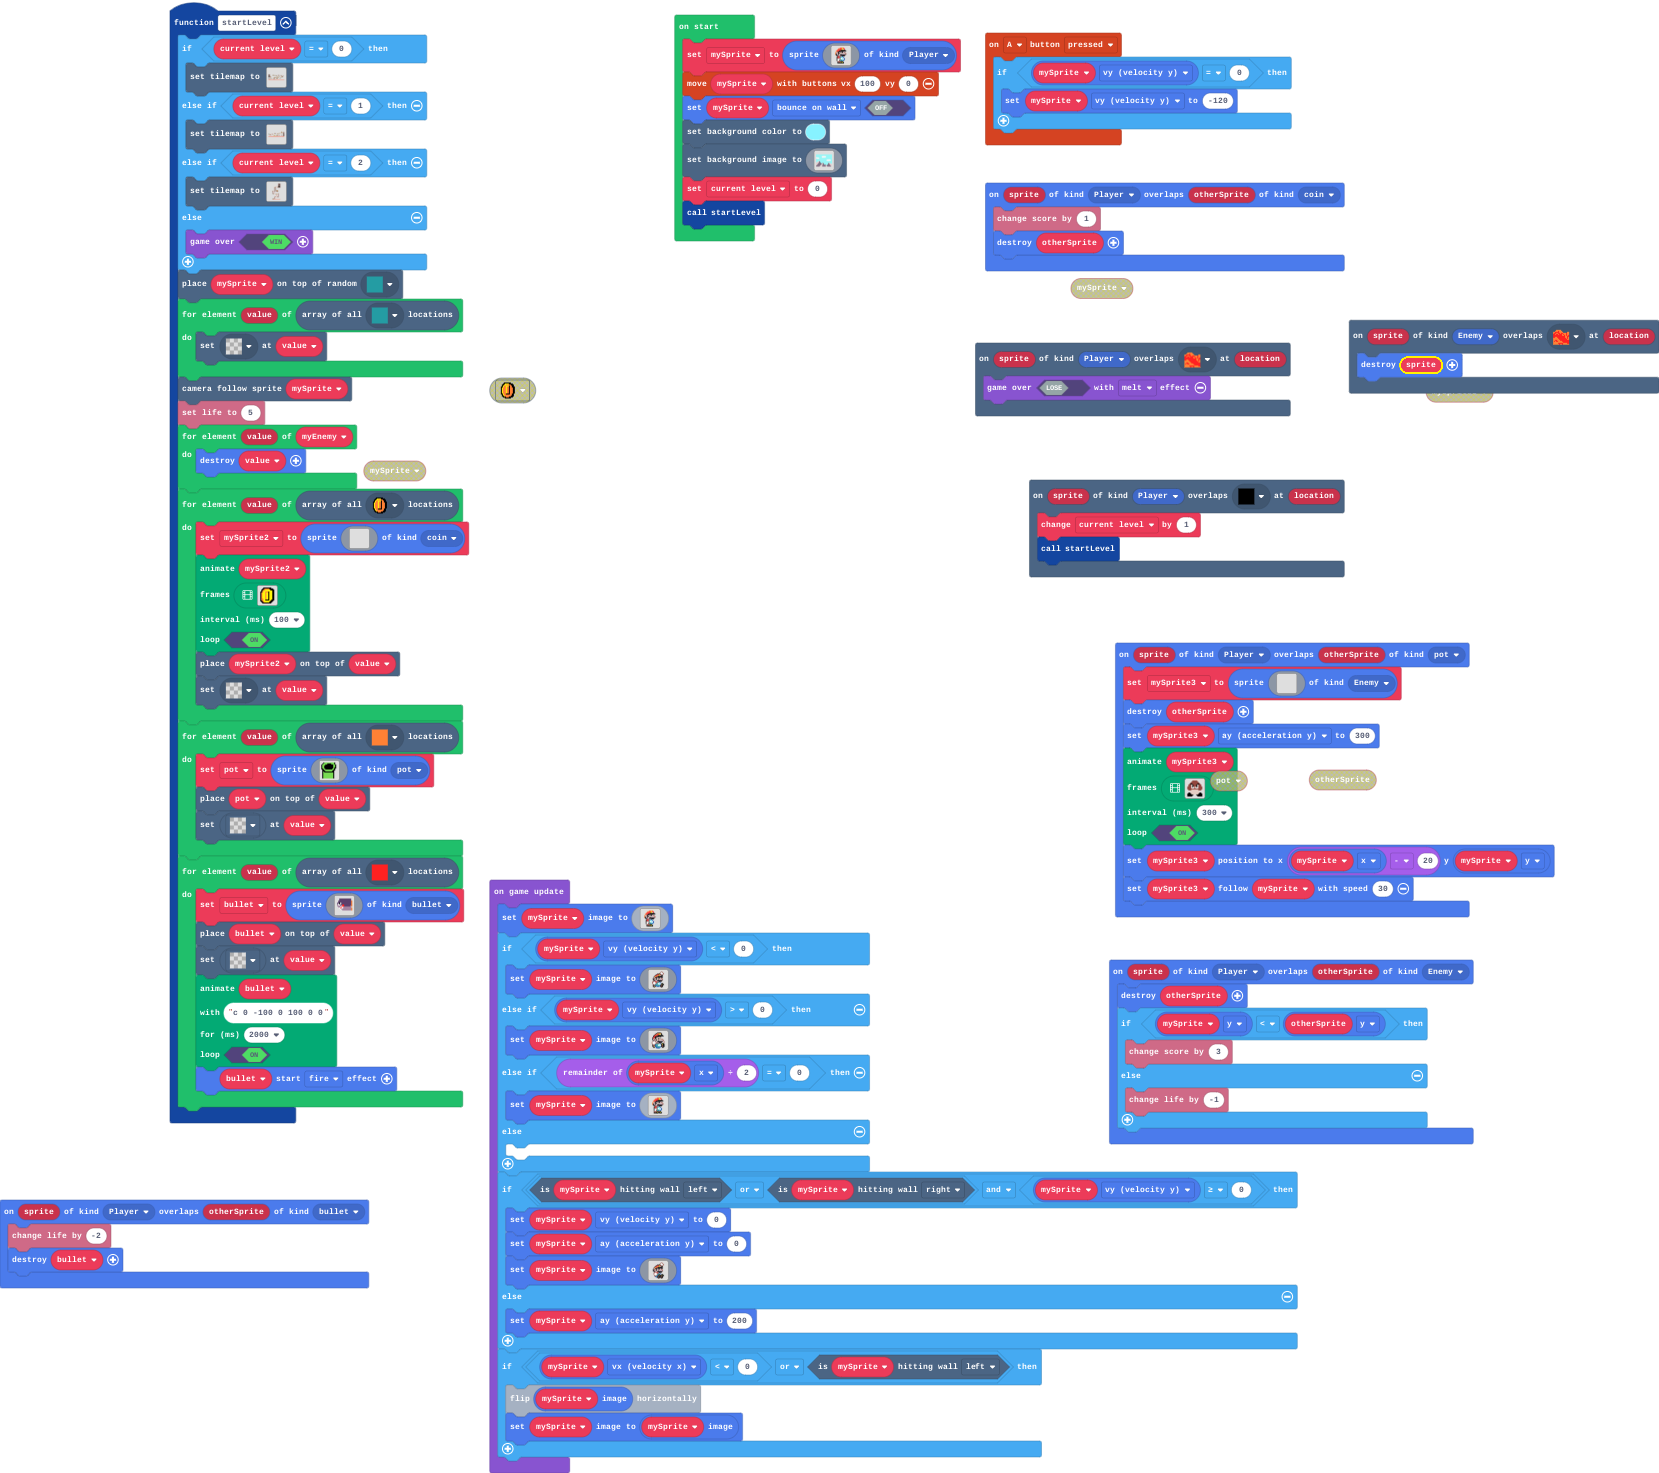 function startLevel
if current level = 0 then
set tilemap to
else if current level = 1 then
set tilemap to
else if current level = 2 then
set tilemap to
else
game over WIN
place mySprite on top of random
for element value of array of all locations
do set at value
camera follow sprite mySprite
set life to 5
for element value of myEnemy
do destroy value
mySprite
for element value of array of all locations
do set mySprite2 to sprite of kind coin
animate mySprite2
frames
interval (ms) 100
loop ON
place mySprite2 on top of value
set at value
for element value of array of all locations
do set pot to sprite of kind pot
place pot on top of value
set at value
for element value of array of all locations
do set bullet to sprite of kind bullet
place bullet on top of value
set at value
animate bullet
with "c 0 -100 0 100 0 0"
for (ms) 2000
loop ON
bullet start fire effect
on sprite of kind Player overlaps otherSprite of kind bullet
change life by -2
destroy bullet
on start
set mySprite to sprite of kind Player
move mySprite with buttons vx 100 vy 0
set mySprite bounce on wall OFF
set background color to
set background image to
set current level to 0
call startLevel
on A button pressed
if mySprite vy (velocity y) = 0 then
set mySprite vy (velocity y) to -120
on sprite of kind Player overlaps otherSprite of kind coin
change score by 1
destroy otherSprite
mySprite
on sprite of kind Player overlaps at location
game over LOSE with melt effect
on sprite of kind Enemy overlaps at location
destroy sprite
on sprite of kind Player overlaps at location
change current level by 1
call startLevel
on sprite of kind Player overlaps otherSprite of kind pot
set mySprite3 to sprite of kind Enemy
destroy otherSprite
set mySprite3 ay (acceleration y) to 300
animate mySprite3
frames
pot
otherSprite
interval (ms) 300
loop ON
set mySprite3 position to x mySprite x - 20 y mySprite y
set mySprite3 follow mySprite with speed 30
on sprite of kind Player overlaps otherSprite of kind Enemy
destroy otherSprite
if mySprite y < otherSprite y then
change score by 3
else
change life by -1
on game update
set mySprite image to
if mySprite vy (velocity y) < 0 then
set mySprite image to
else if mySprite vy (velocity y) > 0 then
set mySprite image to
else if remainder of mySprite x ÷ 2 = 0 then
set mySprite image to
else
if is mySprite hitting wall left or is mySprite hitting wall right and mySprite vy (velocity y) ≥ 0 then
set mySprite vy (velocity y) to 0
set mySprite ay (acceleration y) to 0
set mySprite image to
else
set mySprite ay (acceleration y) to 200
if mySprite vx (velocity x) < 0 or is mySprite hitting wall left then
flip mySprite image horizontally
set mySprite image to mySprite image